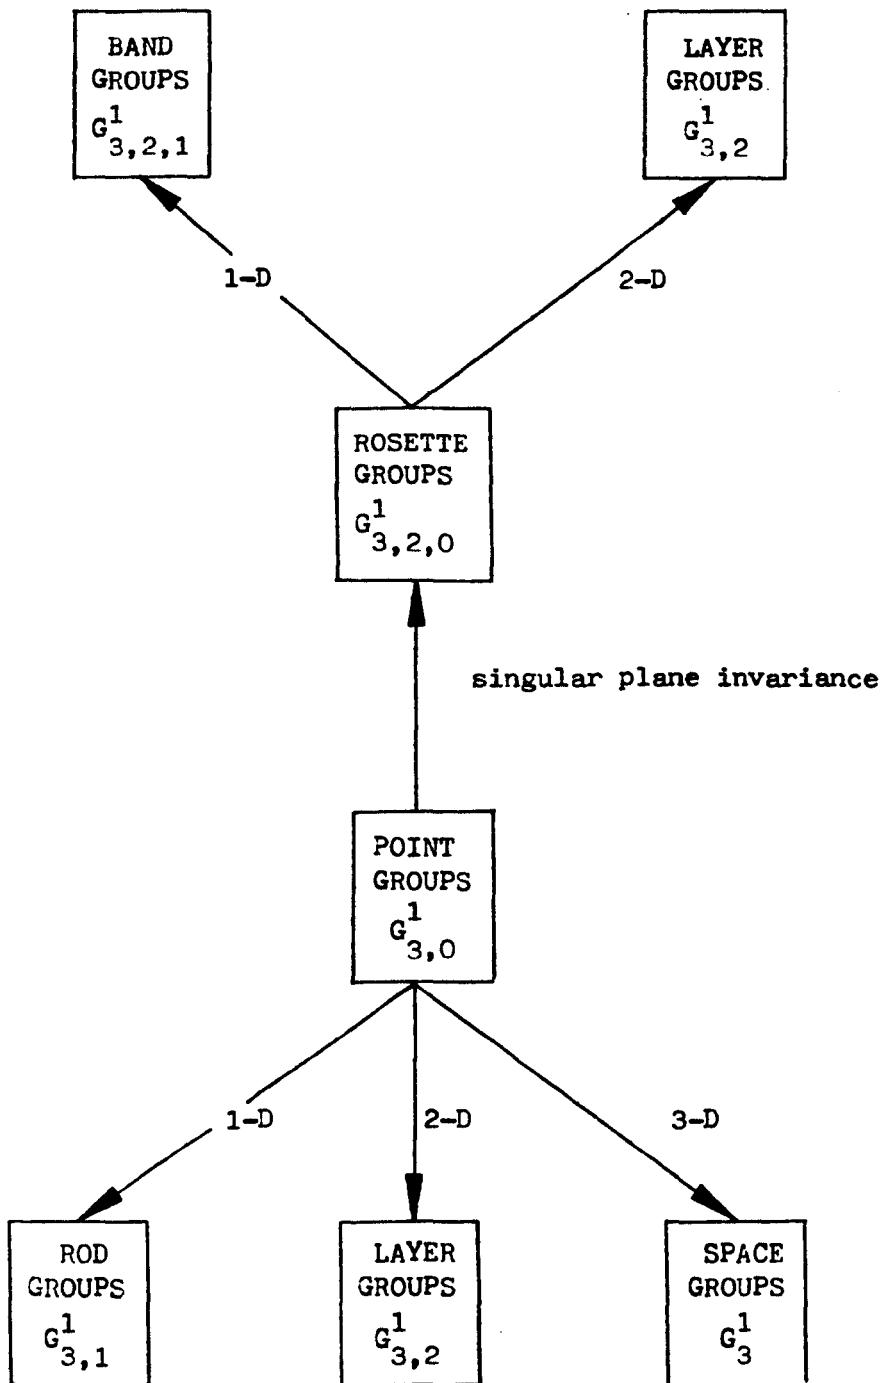 BAND
GROUPS
G^1_{3,2,1}
LAYER
GROUPS
G^1_{3,2}
1-D
2-D
ROSETTE
GROUPS
G^1_{3,2,0}
singular plane invariance
POINT
GROUPS
G^1_{3,0}
1-D
2-D
3-D
ROD
GROUPS
G^1_{3,1}
LAYER
GROUPS
G^1_{3,2}
SPACE
GROUPS
G^1_3